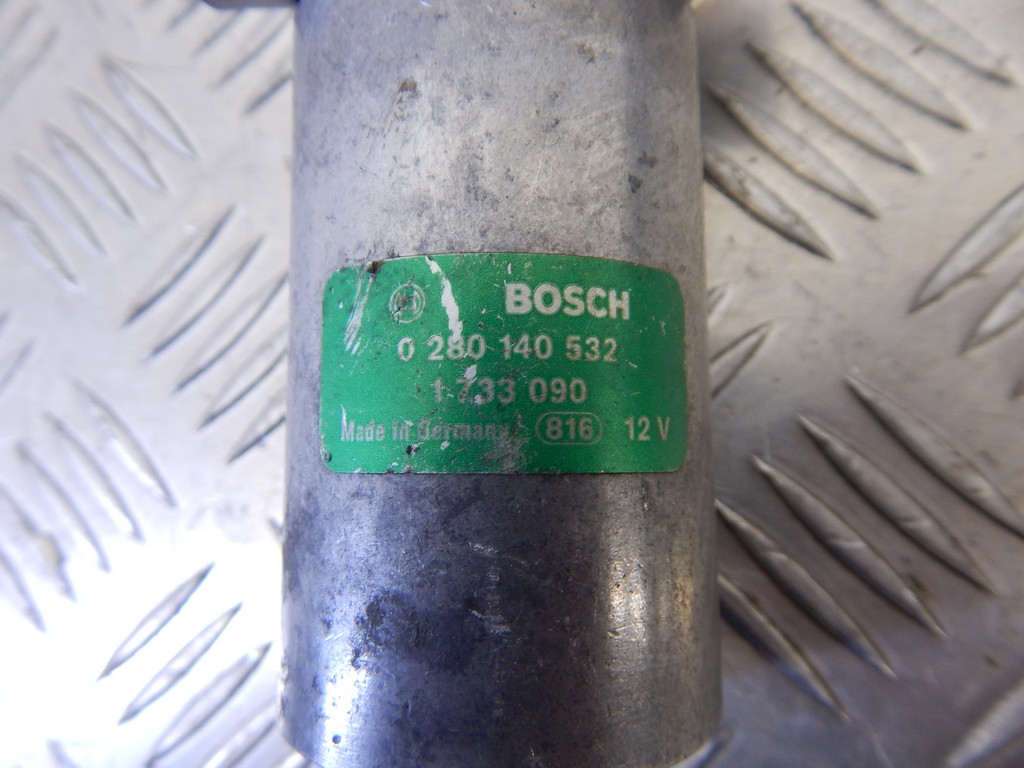 BOSCH
0 280 140 532
1 733 090
Made in Germany 816 12 V